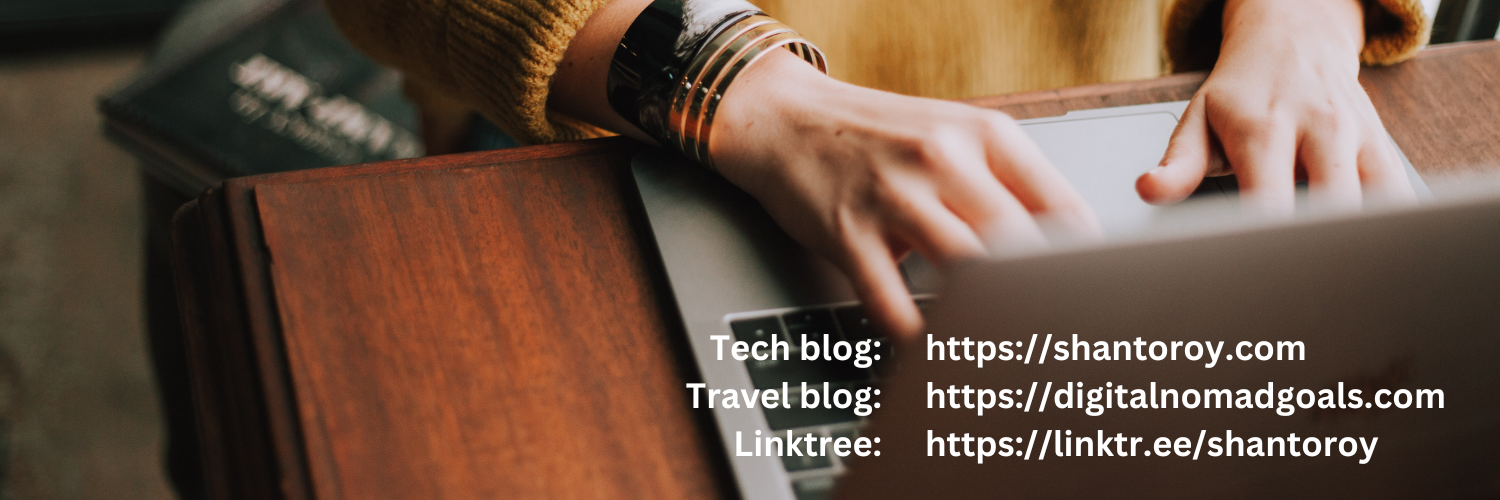 Tech blog: https://shantoroy.com
Travel blog: https://digitalnomadgoals.com
Linktree: https://linktr.ee/shantoroy